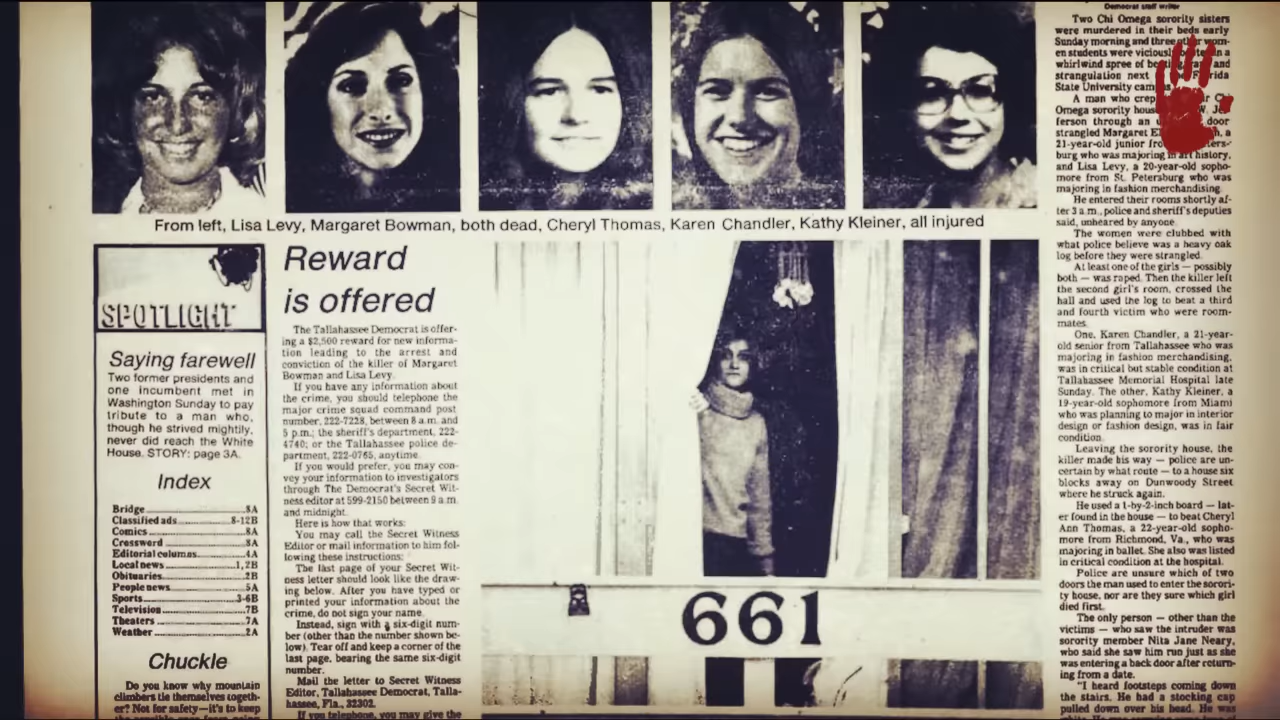 From left, Lisa Levy, Margaret Bowman, both dead, Cheryl Thomas, Karen Chandler, Kathy Kleiner, all injured
SPOTLIGHT
Saying farewell
Two former presidents and
one incumbent met in
Washington Sunday to pay
tribute to a man who,
though he strived mightily,
never did reach the White
House. STORY: page 3A.
Index
Bridge 8A
Classified ads 8-12B
Comics 8A
Crossword 8A
Editorial columns 4A
Local news 1, 2B
Obituaries 2B
People news 5A
Sports 3-6B
Television 7B
Theaters 7A
Weather 2A
Chuckle
Do you know why mountain
climbers tie themselves togeth-
er? Not for safety—it's to keep
Reward
is offered
The Tallahassee Democrat is offer-
ing a $2,500 reward for new informa-
tion leading to the arrest and
conviction of the killer of Margaret
Bowman and Lisa Levy.
If you have any information about
the crime, you should telephone the
major crime squad command post
number, 222-7228, between 8 a.m. and
5 p.m.; the sheriff's department, 222-
4740; or the Tallahassee police de-
partment, 222-0765, anytime.
If you would prefer, you may con-
vey your information to investigators
through The Democrat's Secret Wit-
ness editor at 599-2150 between 9 a.m.
and midnight.
Here is how that works:
You may call the Secret Witness
Editor or mail information to him fol-
lowing these instructions:
The last page of your Secret Wit-
ness letter should look like the draw-
ing below. After you have typed or
printed your information about the
crime, do not sign your name.
Instead, sign with a six-digit num-
ber (other than the number shown be-
low). Tear off and keep a corner of the
last page, bearing the same six-digit
number.
Mail the letter to Secret Witness
Editor, Tallahassee Democrat, Talla-
hassee, Fla., 32302.
If you telephone, you may give the
661
Democrat staff writer
Two Chi Omega sorority sisters
were murdered in their beds early
Sunday morning and three other wom-
en students were viciously beaten in a
whirlwind spree of and
strangulation next Florida
State University
A man who crept Chi
Omega sorority house W. Jef-
ferson through an door
strangled Margaret a
21-year-old junior from
burg who was majoring in art history,
and Lisa Levy, a 20-year-old sopho-
more from St. Petersburg who was
majoring in fashion merchandising.
He entered their rooms shortly af-
ter 3 a.m., police and sheriff's deputies
said, unheard by anyone.
The women were clubbed with
what police believe was a heavy oak
log before they were strangled.
At least one of the girls — possibly
both — was raped. Then the killer left
the second girl's room, crossed the
hall and used the log to beat a third
and fourth victim who were room-
mates.
One, Karen Chandler, a 21-year-
old senior from Tallahassee who was
majoring in fashion merchandising,
was in critical but stable condition at
Tallahassee Memorial Hospital late
Sunday. The other, Kathy Kleiner, a
19-year-old sophomore from Miami
who was planning to major in interior
design or fashion design, was in fair
condition.
Leaving the sorority house, the
killer made his way — police are un-
certain by what route — to a house six
blocks away on Dunwoody Street
where he struck again.
He used a 1-by-2-inch board — lat-
er found in the house — to beat Cheryl
Ann Thomas, a 22-year-old sopho-
more from Richmond, Va., who was
majoring in ballet. She also was listed
in critical condition at the hospital.
Police are unsure which of two
doors the man used to enter the sorori-
ty house, nor are they sure which girl
died first.
The only person — other than the
victims — who saw the intruder was
sorority member Nita Jane Neary,
who said she saw him run just as she
was entering a back door after return-
ing from a date.
"I heard footsteps coming down
the stairs. He had a stocking cap
pulled down over his head. He was